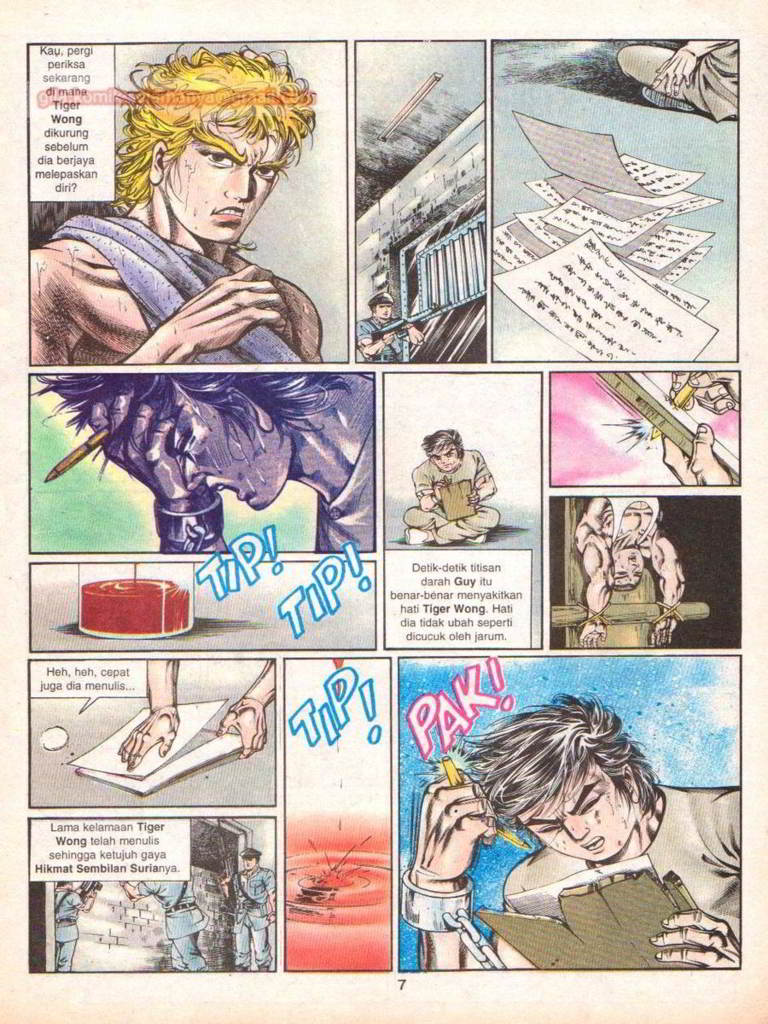 Kau, pergi
periksa
sekarang
di mana
Tiger
Wong
dikurung
sebelum
dia berjaya
melepaskan
diri?
TIP!
TIP!
Detik-detik titisan
darah Guy itu
benar-benar menyakitkan
hati Tiger Wong. Hati
dia tidak ubah seperti
dicucuk oleh jarum.
Heh, heh, cepat
juga dia menulis...
TIP!
PAK!
Lama kelamaan Tiger
Wong telah menulis
sehingga ketujuh gaya
Hikmat Sembilan Surianya.
7